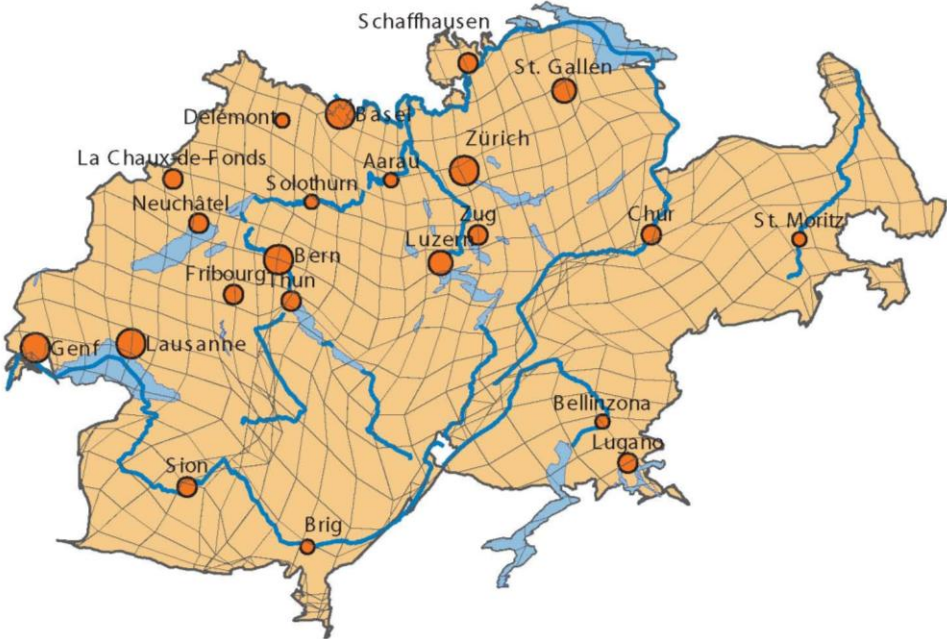 Schaffhausen
St. Gallen
Basel
Delémont
Zürich
La Chaux-de-Fonds
Aarau
Solothurn
Neuchâtel
Zug
Chur
St. Moritz
Luzern
Bern
Fribourg
Thun
Genf
Lausanne
Bellinzona
Lugano
Sion
Brig